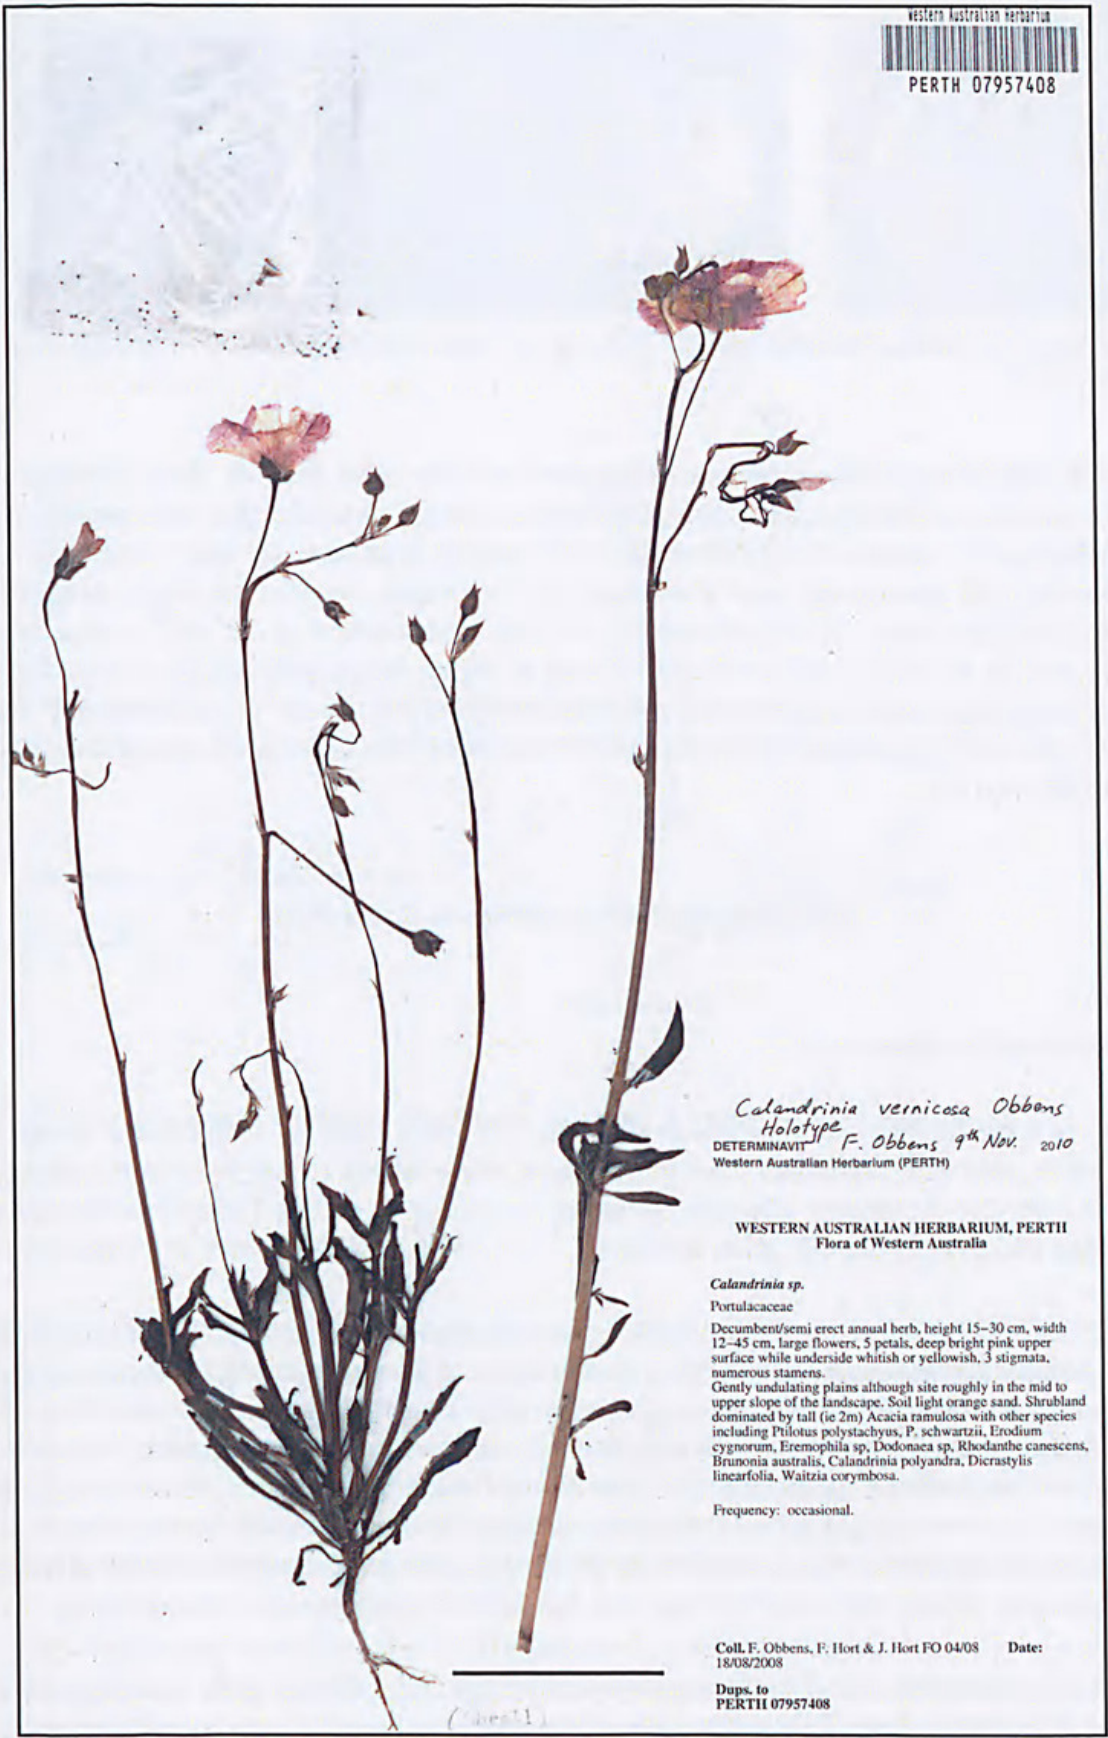 Western Australian Herbarium
PERTH 07957408
Calandrinia vernicosa Obbens
Holotype
DETERMINAVIT F. Obbens 9th Nov. 2010
Western Australian Herbarium (PERTH)
WESTERN AUSTRALIAN HERBARIUM, PERTH
Flora of Western Australia
Calandrinia sp.
Portulacaceae
Decumbent/semi erect annual herb, height 15–30 cm, width
12–45 cm, large flowers, 5 petals, deep bright pink upper
surface while underside whitish or yellowish, 3 stigmata,
numerous stamens.
Gently undulating plains although site roughly in the mid to
upper slope of the landscape. Soil light orange sand. Shrubland
dominated by tall (ie 2m) Acacia ramulosa with other species
including Ptilotus polystachyus, P. schwartzii, Erodium
cygnorum, Eremophila sp, Dodonaea sp, Rhodanthe canescens,
Brunonia australis, Calandrinia polyandra, Dicrastylis
linearfolia, Waitzia corymbosa.
Frequency: occasional.
Coll. F. Obbens, F. Hort & J. Hort FO 04/08 Date:
18/08/2008
Dups. to
PERTH 07957408